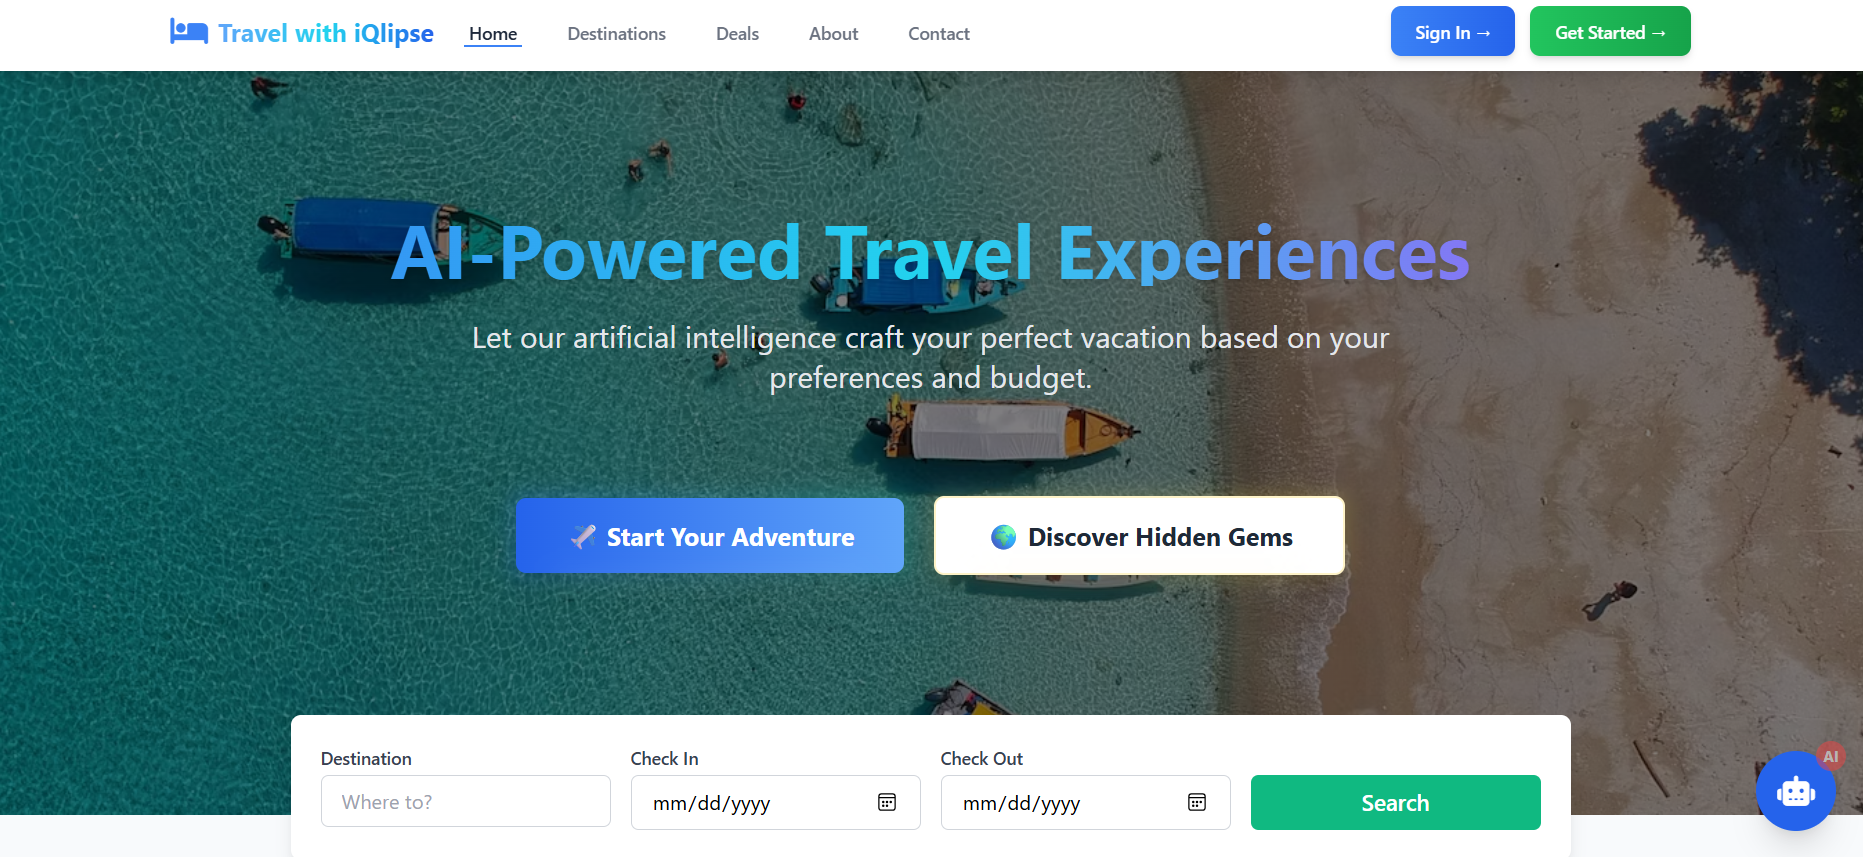 Travel with iQlipse
Home
Destinations
Deals
About
Contact
Sign In →
Get Started →
AI-Powered Travel Experiences
Let our artificial intelligence craft your perfect vacation based on your
preferences and budget.
Start Your Adventure
Discover Hidden Gems
Destination
Check In
Check Out
Where to?
mm/dd/yyyy
mm/dd/yyyy
Search
AI